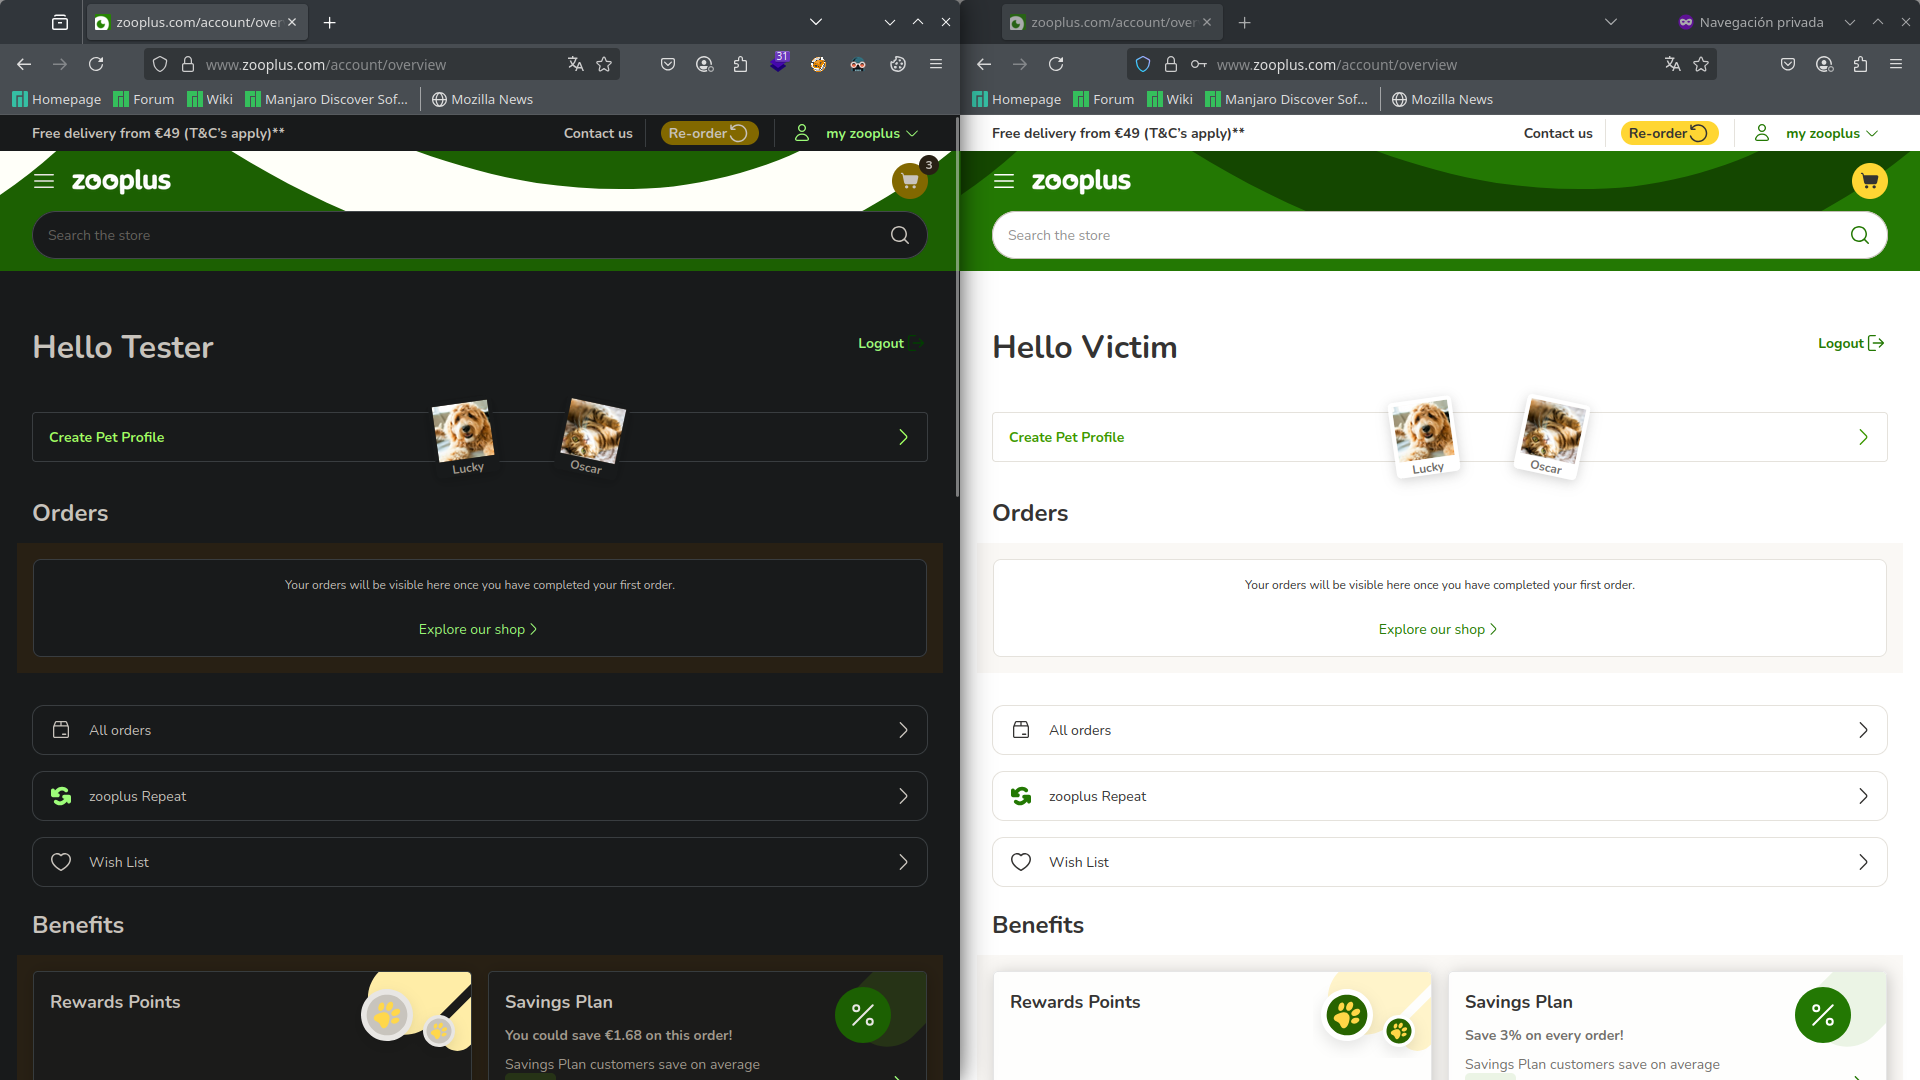 zooplus.com/account/over
www.zooplus.com/account/overview
31
Homepage Forum Wiki Manjaro Discover Sof... Mozilla News
Free delivery from €49 (T&C's apply)**
Contact us
Re-order
my zooplus
zooplus
3
Search the store
Hello Tester
Logout
Create Pet Profile
Lucky
Oscar
Orders
Your orders will be visible here once you have completed your first order.
Explore our shop
All orders
zooplus Repeat
Wish List
Benefits
Rewards Points
Savings Plan
You could save €1.68 on this order!
Savings Plan customers save on average
zooplus.com/account/over
Navegación privada
www.zooplus.com/account/overview
Homepage Forum Wiki Manjaro Discover Sof... Mozilla News
Free delivery from €49 (T&C's apply)**
Contact us
Re-order
my zooplus
zooplus
Search the store
Hello Victim
Logout
Create Pet Profile
Lucky
Oscar
Orders
Your orders will be visible here once you have completed your first order.
Explore our shop
All orders
zooplus Repeat
Wish List
Benefits
Rewards Points
Savings Plan
Save 3% on every order!
Savings Plan customers save on average